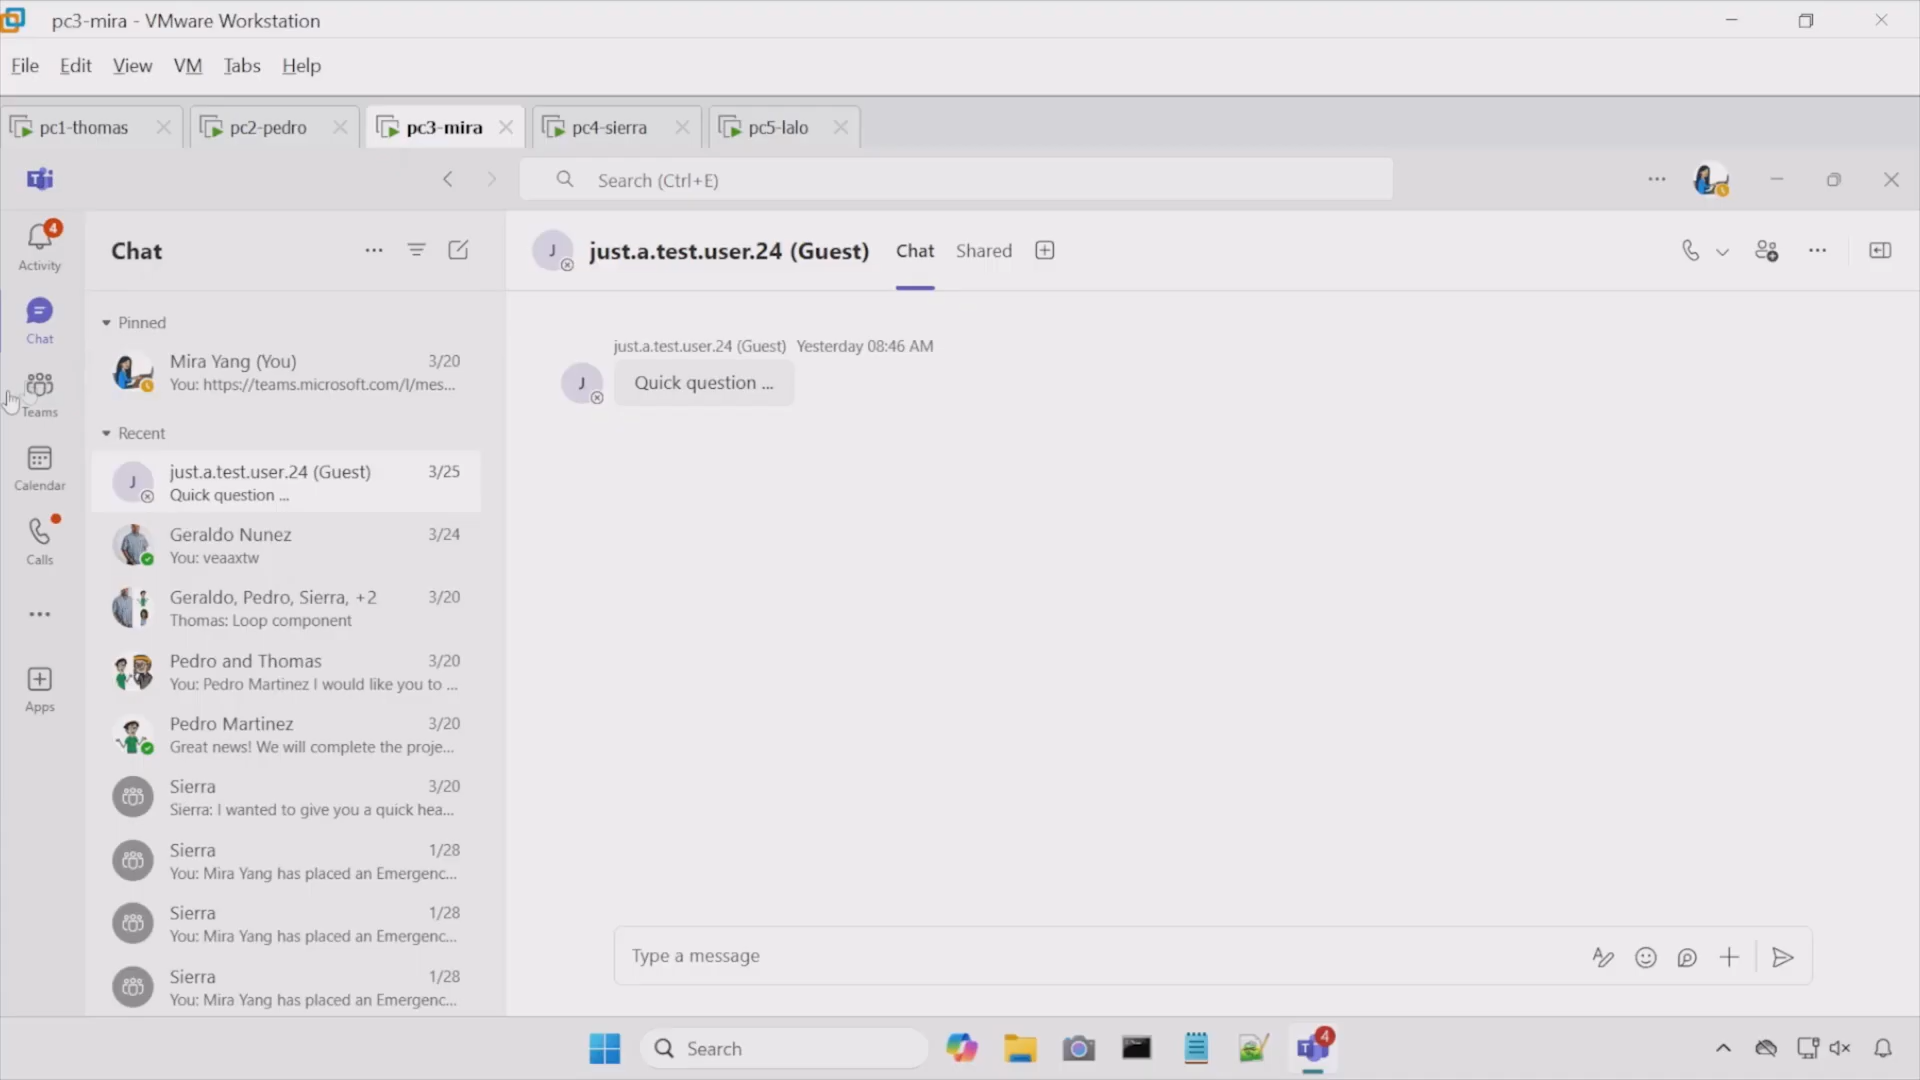 pc3-mira - VMware Workstation
File Edit View VM Tabs Help
pc1-thomas pc2-pedro pc3-mira pc4-sierra pc5-lalo
Search (Ctrl+E)
4
Activity
Chat
Teams
Calendar
Calls
Apps
Chat
Pinned
Mira Yang (You) 3/20
You: https://teams.microsoft.com/l/mes...
Recent
just.a.test.user.24 (Guest) 3/25
Quick question ...
Geraldo Nunez 3/24
You: veaaxtw
Geraldo, Pedro, Sierra, +2 3/20
Thomas: Loop component
Pedro and Thomas 3/20
You: Pedro Martinez I would like you to ...
Pedro Martinez 3/20
Great news! We will complete the proje...
Sierra 3/20
Sierra: I wanted to give you a quick hea...
Sierra 1/28
You: Mira Yang has placed an Emergenc...
Sierra 1/28
You: Mira Yang has placed an Emergenc...
Sierra 1/28
You: Mira Yang has placed an Emergenc...
J
J just.a.test.user.24 (Guest) Chat Shared
just.a.test.user.24 (Guest) Yesterday 08:46 AM
J Quick question ...
Type a message
Search
4